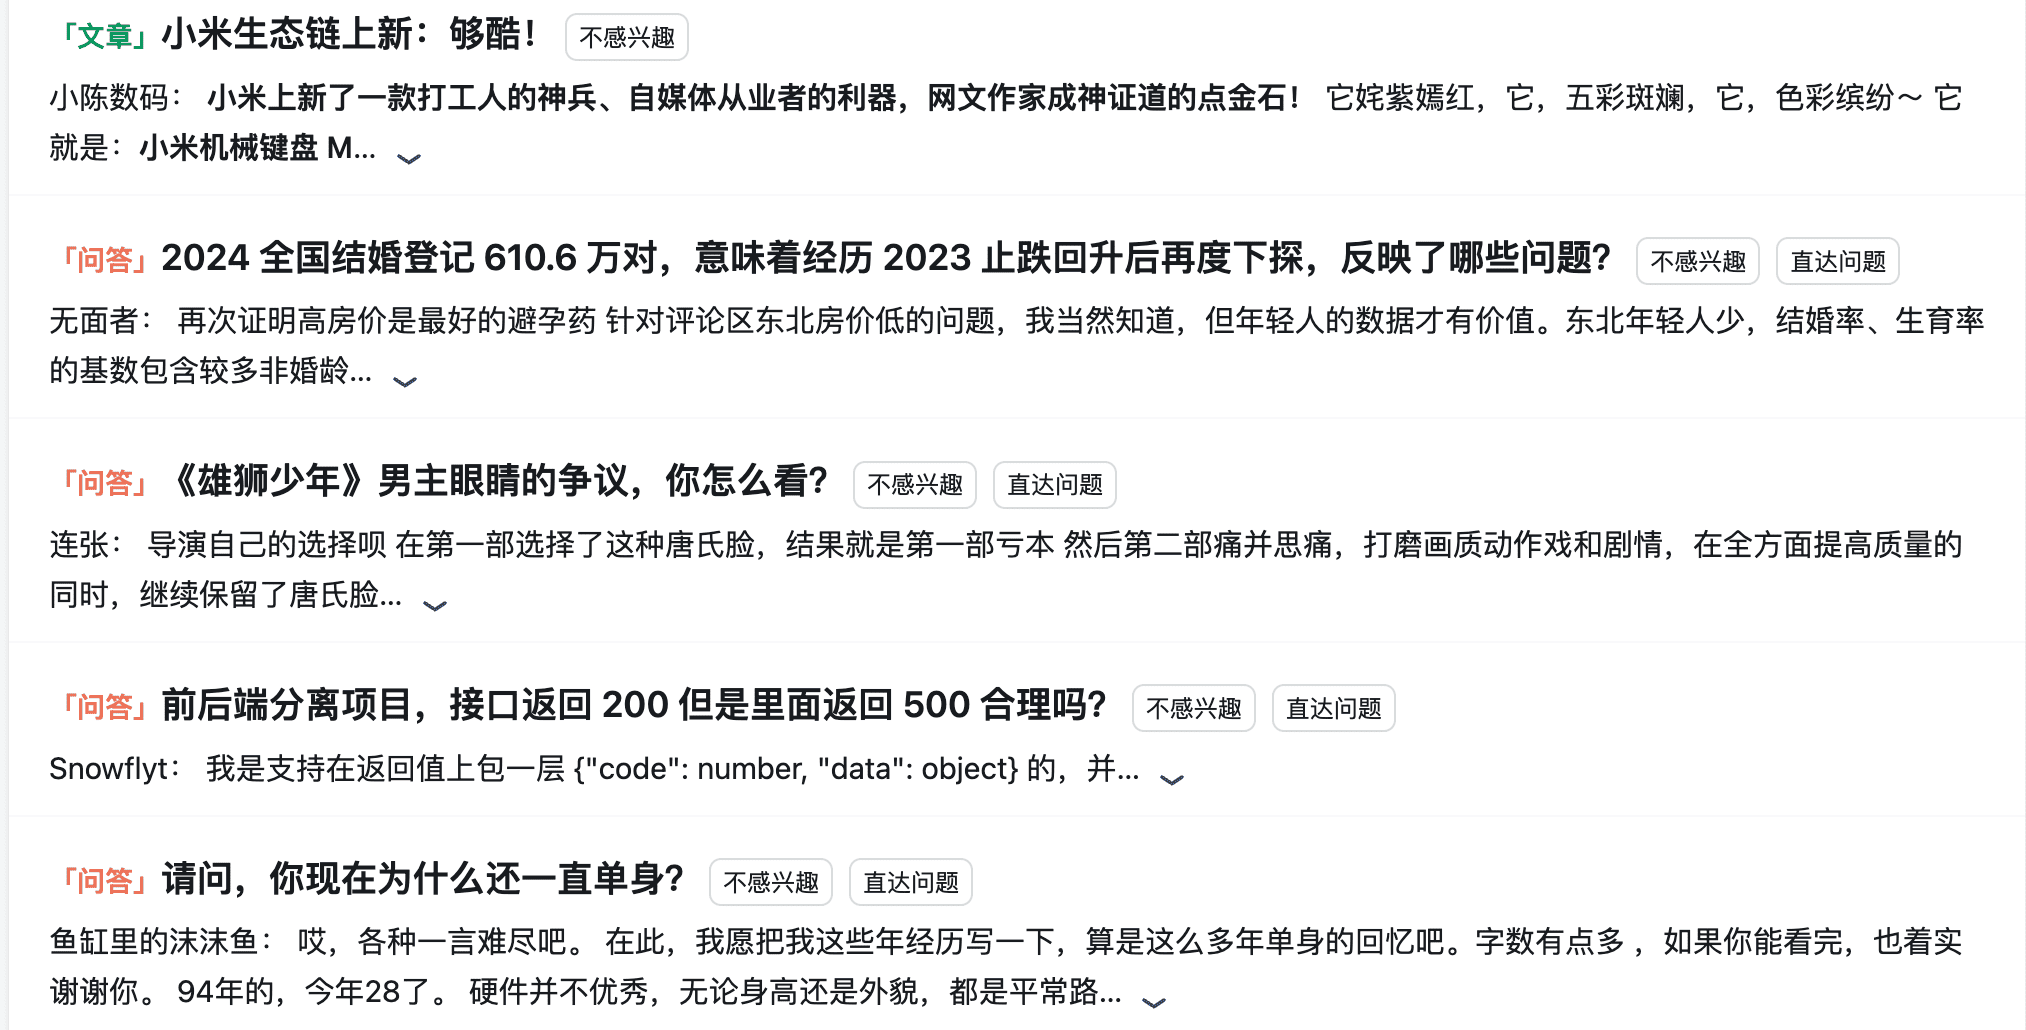 「文章」小米生态链上新：够酷！ 不感兴趣
小陈数码： 小米上新了一款打工人的神兵、自媒体从业者的利器，网文作家成神证道的点金石！ 它姹紫嫣红，它，五彩斑斓，它，色彩缤纷～ 它
就是：小米机械键盘 M...
「问答」2024 全国结婚登记 610.6 万对，意味着经历 2023 止跌回升后再度下探，反映了哪些问题? 不感兴趣 直达问题
无面者： 再次证明高房价是最好的避孕药 针对评论区东北房价低的问题，我当然知道，但年轻人的数据才有价值。东北年轻人少，结婚率、生育率
的基数包含较多非婚龄...
「问答」《雄狮少年》男主眼睛的争议，你怎么看? 不感兴趣 直达问题
连张： 导演自己的选择呗 在第一部选择了这种唐氏脸，结果就是第一部亏本 然后第二部痛并思痛，打磨画质动作戏和剧情，在全方面提高质量的
同时，继续保留了唐氏脸...
「问答」前后端分离项目，接口返回 200 但是里面返回 500 合理吗? 不感兴趣 直达问题
Snowflyt： 我是支持在返回值上包一层 {"code": number, "data": object} 的，并...
「问答」请问，你现在为什么还一直单身? 不感兴趣 直达问题
鱼缸里的沫沫鱼： 哎，各种一言难尽吧。 在此，我愿把我这些年经历写一下，算是这么多年单身的回忆吧。字数有点多 ，如果你能看完，也着实
谢谢你。 94年的，今年28了。 硬件并不优秀，无论身高还是外貌，都是平常路...